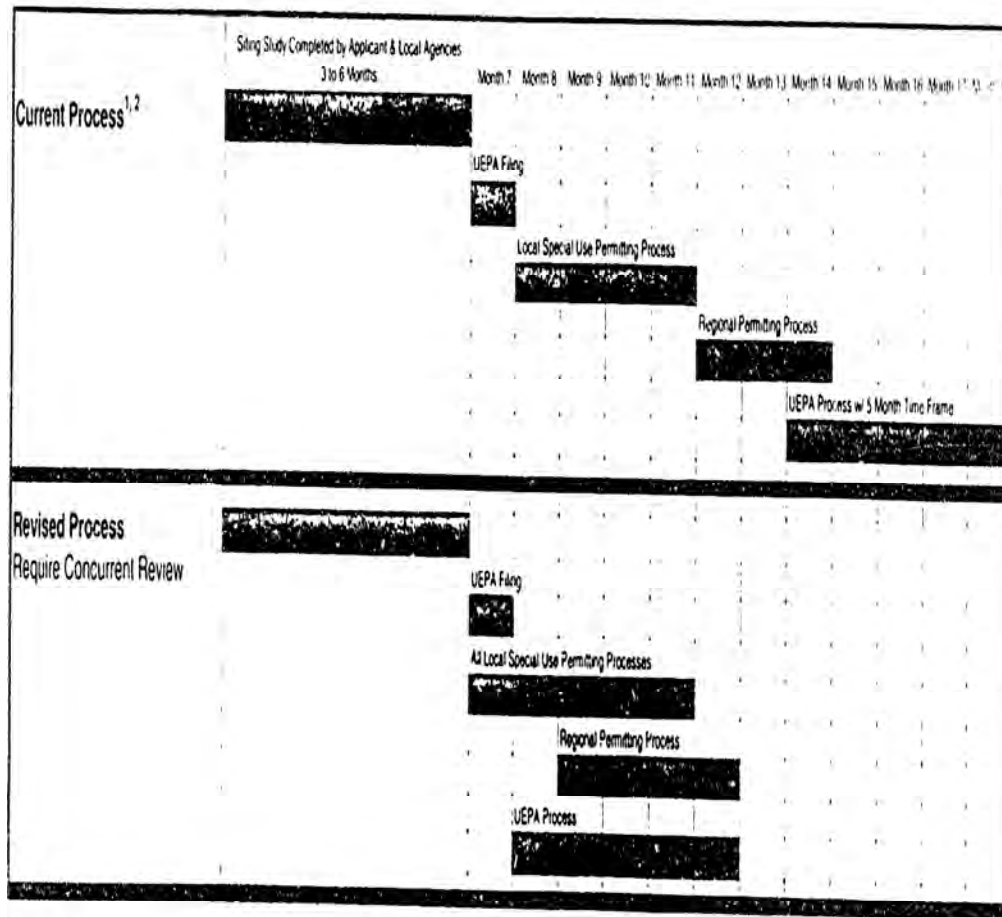 Siting Study Completed by Applicant & Local Agencies
3 to 6 Months
Month 7 Month 8 Month 9 Month 10 Month 11 Month 12 Month 13 Month 14 Month 15 Month 16 Month
Current Process1, 2
UEPA Filing
Local Special Use Permitting Process
Regional Permitting Process
UEPA Process w/ 5 Month Time Frame
Revised Process
Require Concurrent Review
UEPA Filing
All Local Special Use Permitting Processes
Regional Permitting Process
UEPA Process